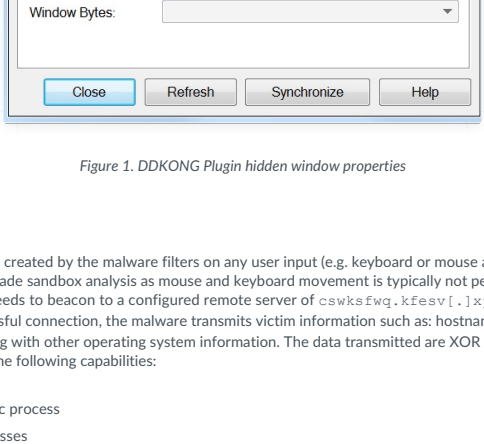 Window Bytes:
Close Refresh Synchronize Help
Figure 1. DDKONG Plugin hidden window properties
created by the malware filters on any user input (e.g. keyboard or mouse
ade sandbox analysis as mouse and keyboard movement is typically not
eeds to beacon to a configured remote server of cswksfwq.kfesv[.]x
sful connection, the malware transmits victim information such as:
g with other operating system information. The data transmitted are XOR
ne following capabilities:
c process
sses